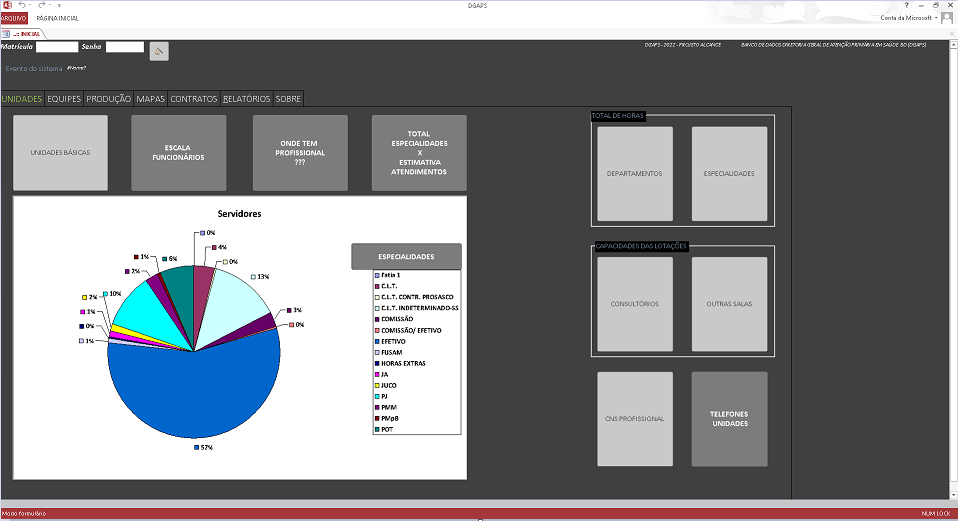 DGAPS
ARQUIVO PÁGINA INICIAL
Conta da Microsoft
INICIAL
Matrícula Senha
DGAPS - 2022 - PROJETO ALCANCE
BANCO DE DADOS DIRETORIA GERAL DE ATENÇÃO PRIMÁRIA EM SAÚDE BD (DGAPS)
Evento do sistema #Nome?
UNIDADES EQUIPES PRODUÇÃO MAPAS CONTRATOS RELATÓRIOS SOBRE
UNIDADES BÁSICAS
ESCALA
FUNCIONÁRIOS
ONDE TEM
PROFISSIONAL
???
TOTAL
ESPECIALIDADES
X
ESTIMATIVA
ATENDIMENTOS
Servidores
0%
4%
0%
13%
3%
0%
57%
1%
0%
1%
2%
10%
2%
1%
6%
ESPECIALIDADES
Fatia 1
C.L.T.
C.L.T. CONTR. PROSASCO
C.L.T. INDETERMINADO-SS
COMISSÃO
COMISSÃO/ EFETIVO
EFETIVO
FUSAM
HORAS EXTRAS
JA
JUCO
PJ
PMM
PMpB
POT
TOTAL DE HORAS
DEPARTAMENTOS
ESPECIALIDADES
CAPACIDADES DAS LOTAÇÕES
CONSULTÓRIOS
OUTRAS SALAS
CNS PROFISSIONAL
TELEFONES
UNIDADES
Modo formulário
NUM LOCK